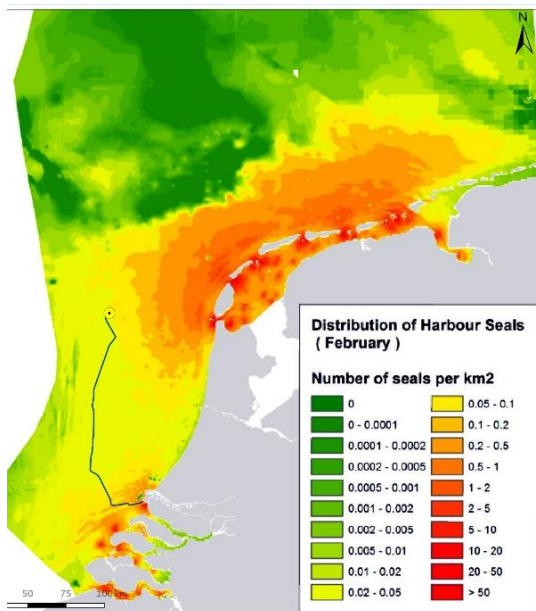 N
Distribution of Harbour Seals
( February )
Number of seals per km2
0
0 - 0.0001
0.0001 - 0.0002
0.0002 - 0.0005
0.0005 - 0.001
0.001 - 0.002
0.002 - 0.005
0.005 - 0.01
0.01 - 0.02
0.02 - 0.05
0.05 - 0.1
0.1 - 0.2
0.2 - 0.5
0.5 - 1
1 - 2
2 - 5
5 - 10
10 - 20
20 - 50
> 50
0 25 50 75 100 km